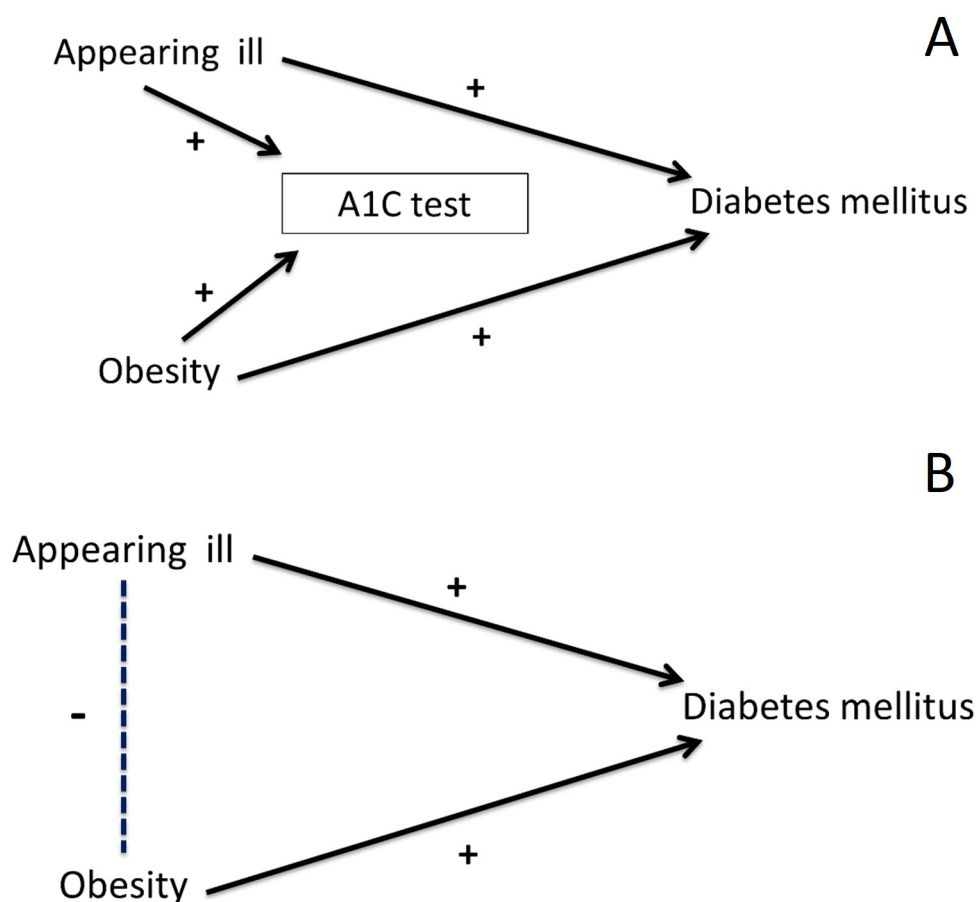 A
Appearing ill
+
+
A1C test
Diabetes mellitus
+
+
Obesity
B
Appearing ill
+
-
Diabetes mellitus
+
Obesity